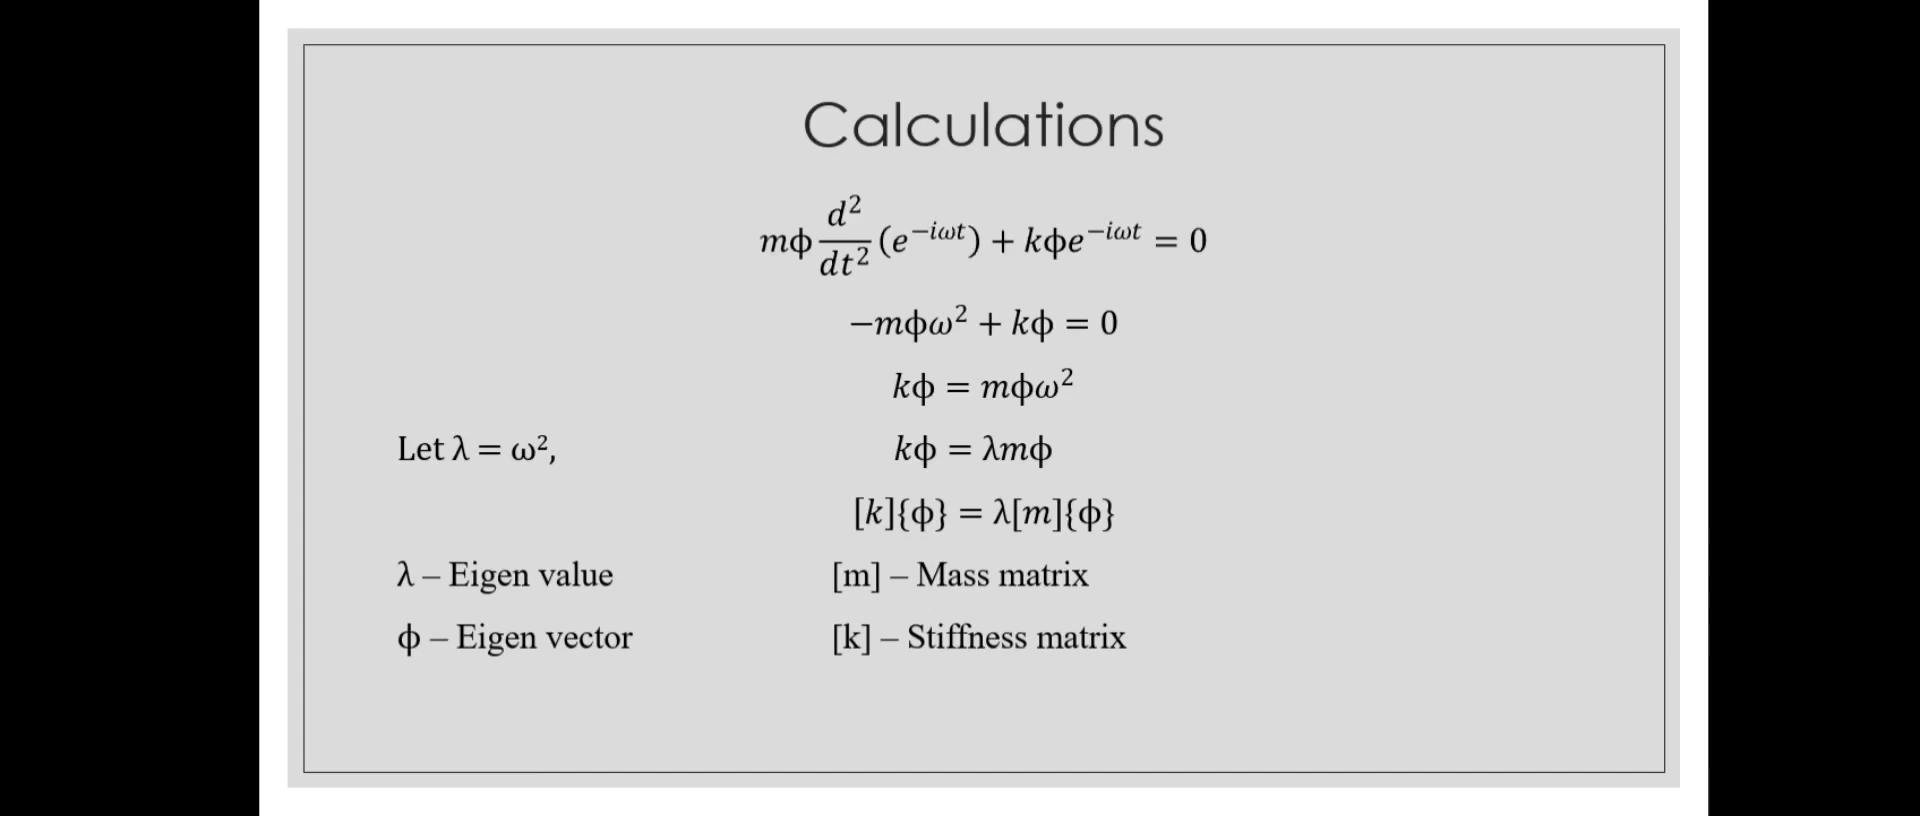 Calculations
mϕ d²/dt² (e^{−iωt}) + kϕe^{−iωt} = 0
−mϕω² + kϕ = 0
kϕ = mϕω²
Let λ = ω², kϕ = λmϕ
[k]{ϕ} = λ[m]{ϕ}
λ – Eigen value [m] – Mass matrix
ϕ – Eigen vector [k] – Stiffness matrix